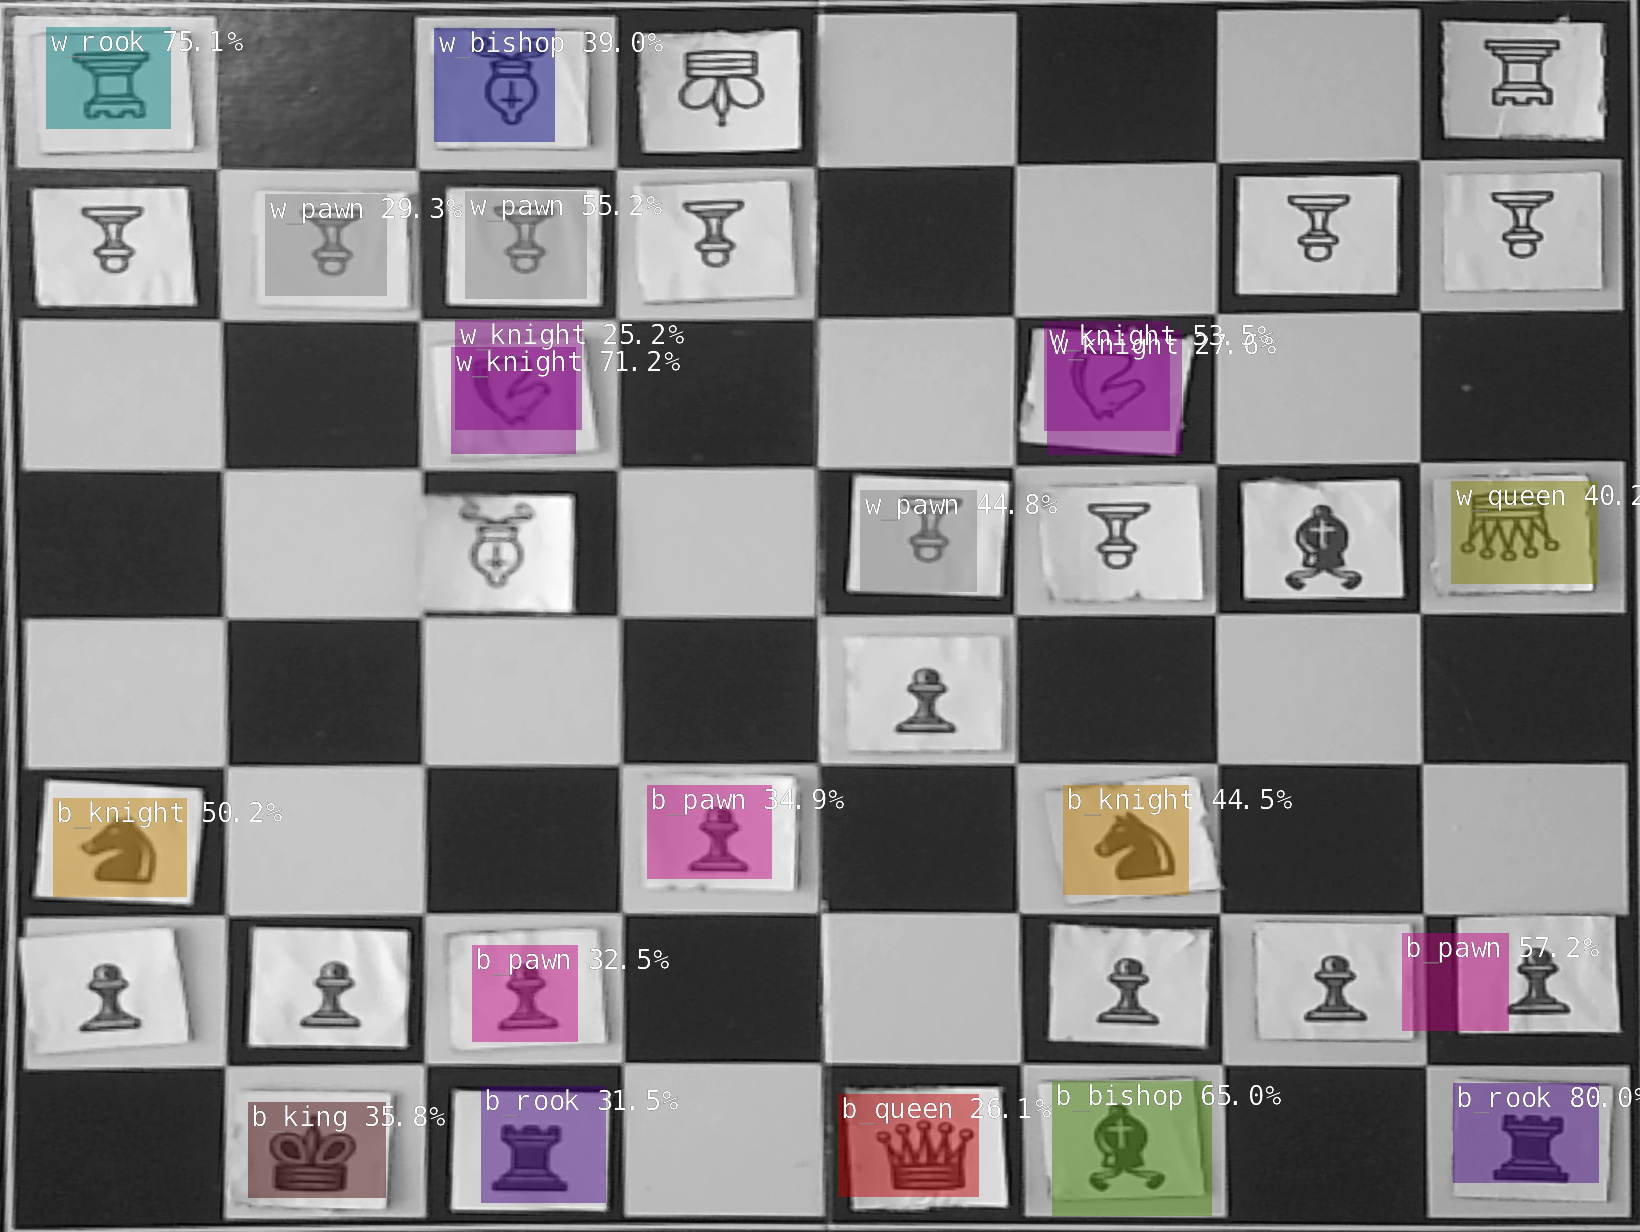 w_rook 75.1%
w_bishop 39.0%
w_pawn 29.3%
w_pawn 55.2%
w_knight 25.2%
w_knight 71.2%
w_knight 53.5%
w_knight 27.6%
w_pawn 44.8%
w_queen 40.2
b_knight 50.2%
b_pawn 34.9%
b_knight 44.5%
b_pawn 32.5%
b_pawn 57.2%
b_king 35.8%
b_rook 31.5%
b_queen 26.1%
b_bishop 65.0%
b_rook 80.0%